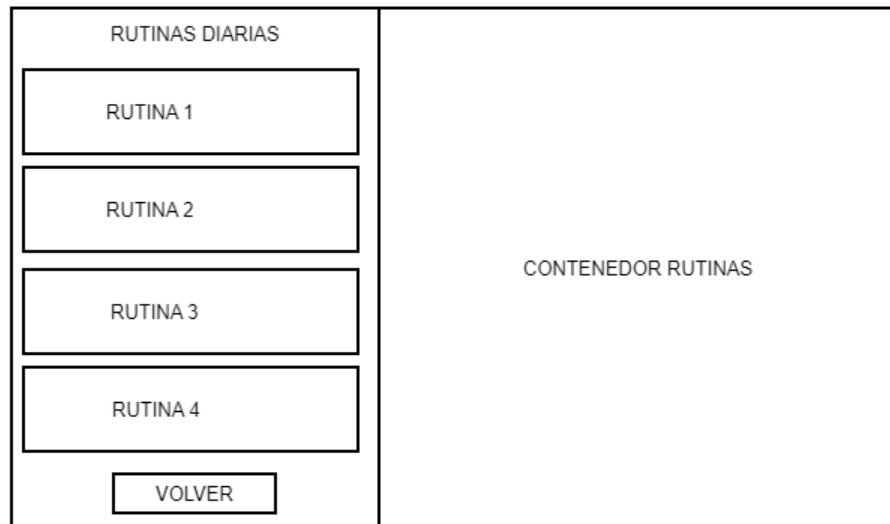 RUTINAS DIARIAS
RUTINA 1
RUTINA 2
RUTINA 3
RUTINA 4
VOLVER
CONTENEDOR RUTINAS